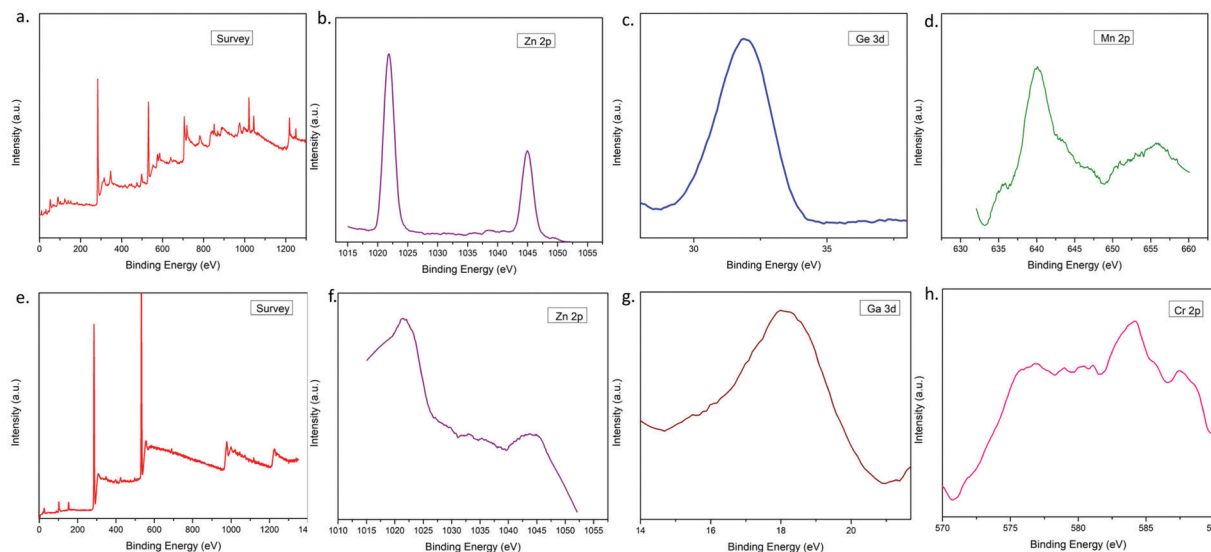 a.
Survey
Intensity (a.u.)
0 200 400 600 800 1000 1200
Binding Energy (eV)
b.
Zn 2p
Intensity (a.u.)
1015 1020 1025 1030 1035 1040 1045 1050 1055
Binding Energy (eV)
c.
Ge 3d
Intensity (a.u.)
30 35
Binding Energy (eV)
d.
Mn 2p
Intensity (a.u.)
630 635 640 645 650 655 660
Binding Energy (eV)
e.
Survey
Intensity (a.u.)
0 200 400 600 800 1000 1200 14
Binding Energy (eV)
f.
Zn 2p
Intensity (a.u.)
1010 1015 1020 1025 1030 1035 1040 1045 1050 1055
Binding Energy (eV)
g.
Ga 3d
Intensity (a.u.)
14 16 18 20
Binding Energy (eV)
h.
Cr 2p
Intensity (a.u.)
570 575 580 585 5
Binding Energy (eV)